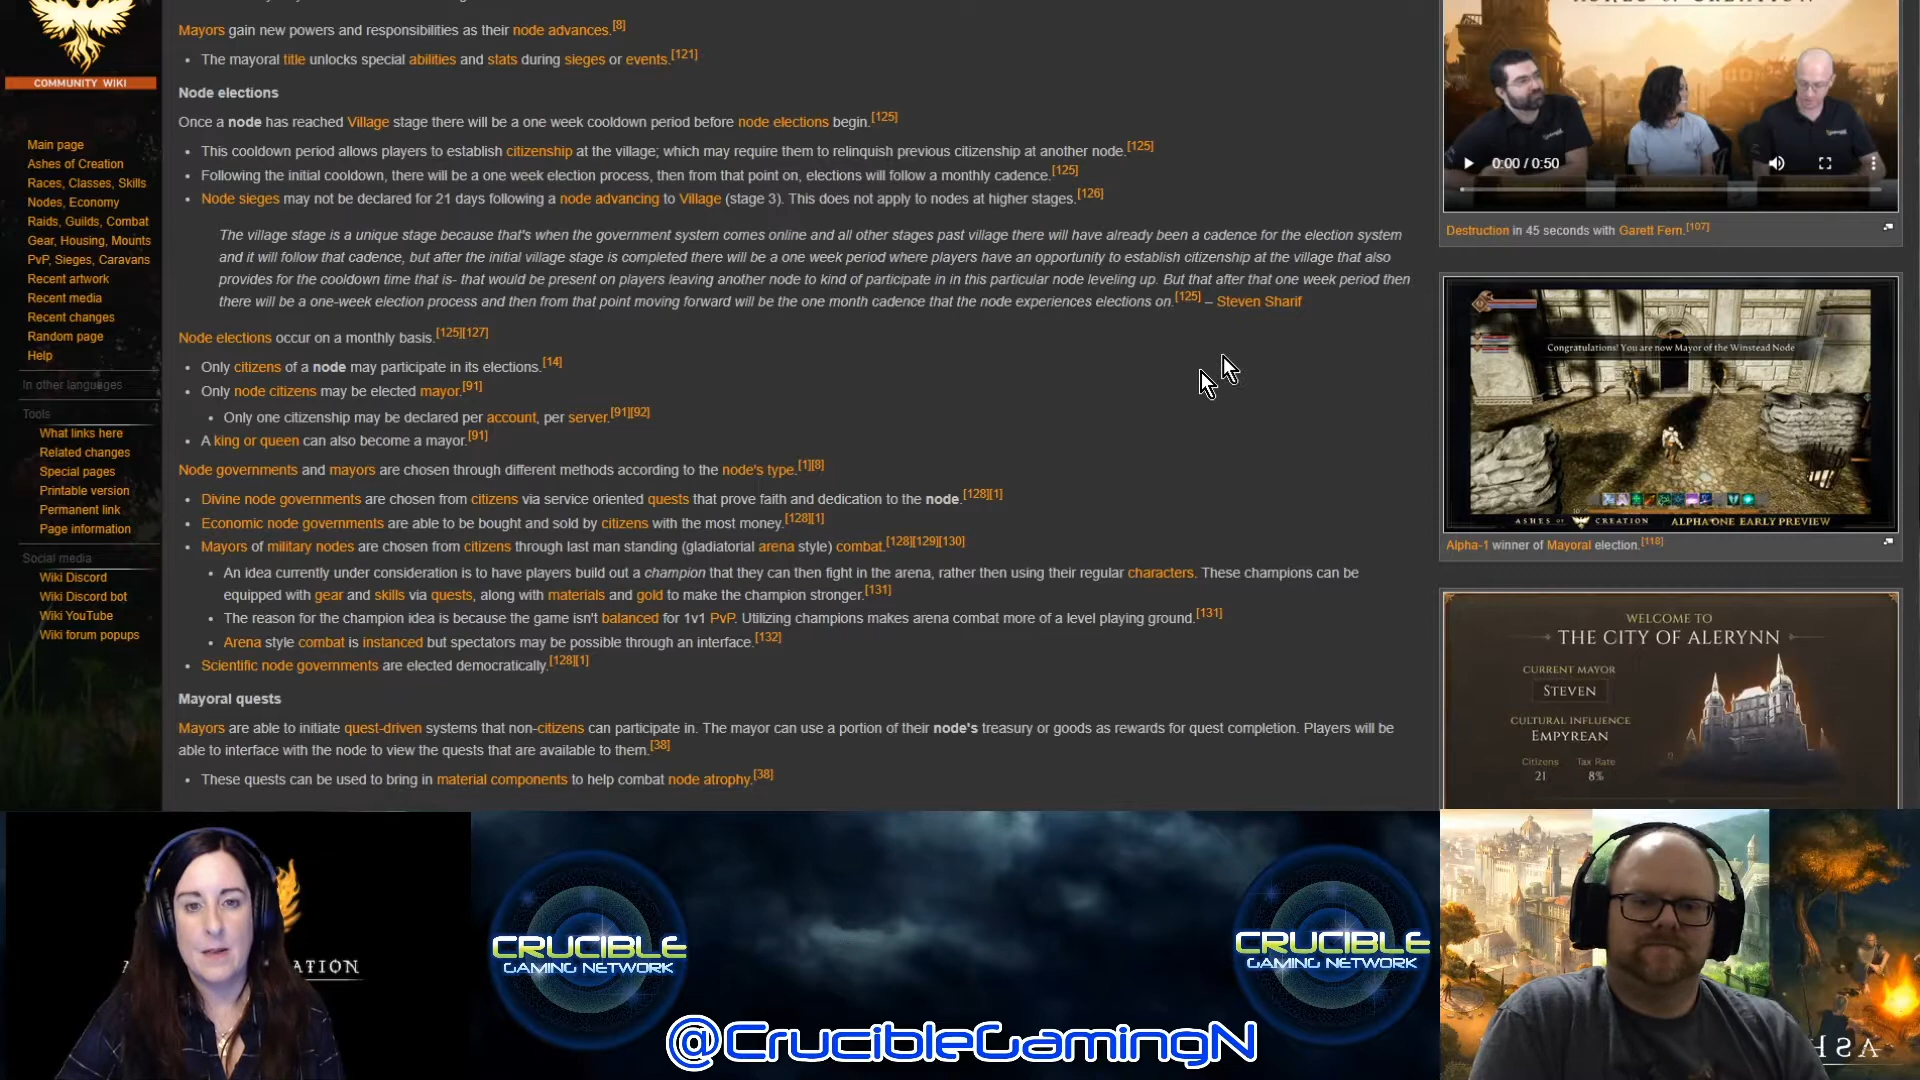 Mayors gain new powers and responsibilities as their node advances.[8]
• The mayoral title unlocks special abilities and stats during sieges or events.[121]
Node elections
Once a node has reached Village stage there will be a one week cooldown period before node elections begin.[125]
• This cooldown period allows players to establish citizenship at the village; which may require them to relinquish previous citizenship at another node.[125]
• Following the initial cooldown, there will be a one week election process, then from that point on, elections will follow a monthly cadence.[125]
• Node sieges may not be declared for 21 days following a node advancing to Village (stage 3). This does not apply to nodes at higher stages.[126]
The village stage is a unique stage because that's when the government system comes online and all other stages past village there will have already been a cadence for the election system
and it will follow that cadence, but after the initial village stage is completed there will be a one week period where players have an opportunity to establish citizenship at the village that also
provides for the cooldown time that is- that would be present on players leaving another node to kind of participate in in this particular node leveling up. But that after that one week period then
there will be a one-week election process and then from that point moving forward will be the one month cadence that the node experiences elections on.[125] – Steven Sharif
Node elections occur on a monthly basis.[125][127]
• Only citizens of a node may participate in its elections.[14]
• Only node citizens may be elected mayor.[91]
• Only one citizenship may be declared per account, per server.[91][92]
• A king or queen can also become a mayor.[91]
Node governments and mayors are chosen through different methods according to the node's type.[1][8]
• Divine node governments are chosen from citizens via service oriented quests that prove faith and dedication to the node.[128][1]
• Economic node governments are able to be bought and sold by citizens with the most money.[128][1]
• Mayors of military nodes are chosen from citizens through last man standing (gladiatorial arena style) combat.[128][129][130]
• An idea currently under consideration is to have players build out a champion that they can then fight in the arena, rather then using their regular characters. These champions can be
equipped with gear and skills via quests, along with materials and gold to make the champion stronger.[131]
• The reason for the champion idea is because the game isn't balanced for 1v1 PvP. Utilizing champions makes arena combat more of a level playing ground.[131]
• Arena style combat is instanced but spectators may be possible through an interface.[132]
• Scientific node governments are elected democratically.[128][1]
Mayoral quests
Mayors are able to initiate quest-driven systems that non-citizens can participate in. The mayor can use a portion of their node's treasury or goods as rewards for quest completion. Players will be
able to interface with the node to view the quests that are available to them.[38]
• These quests can be used to bring in material components to help combat node atrophy.[38]
COMMUNITY WIKI
Main page
Ashes of Creation
Races, Classes, Skills
Nodes, Economy
Raids, Guilds, Combat
Gear, Housing, Mounts
PvP, Sieges, Caravans
Recent artwork
Recent media
Recent changes
Random page
Help
In other languages
Tools
What links here
Related changes
Special pages
Printable version
Permanent link
Page information
Social media
Wiki Discord
Wiki Discord bot
Wiki YouTube
Wiki forum popups
0:00 / 0:50
Destruction in 45 seconds with Garett Fern.[107]
Congratulations! You are now Mayor of the Winstead Node
ASHES OF CREATION ALPHA ONE EARLY PREVIEW
Alpha-1 winner of Mayoral election.[118]
WELCOME TO
THE CITY OF ALERYNN
CURRENT MAYOR
STEVEN
CULTURAL INFLUENCE
EMPYREAN
Citizens Tax Rate
21 8%
CRUCIBLE
GAMING NETWORK
CRUCIBLE
GAMING NETWORK
@CrucibleGamingN